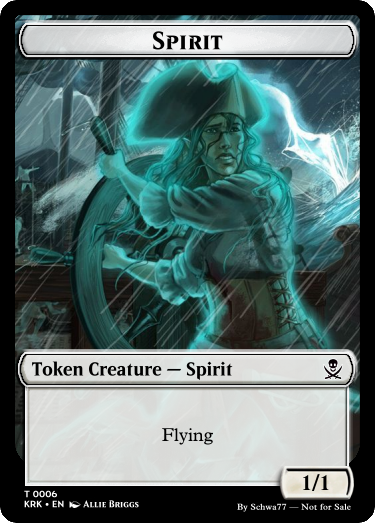 Spirit
Token Creature — Spirit
Flying
1/1
T 0006
KRK • EN Allie Briggs
By Schwa77 — Not for Sale